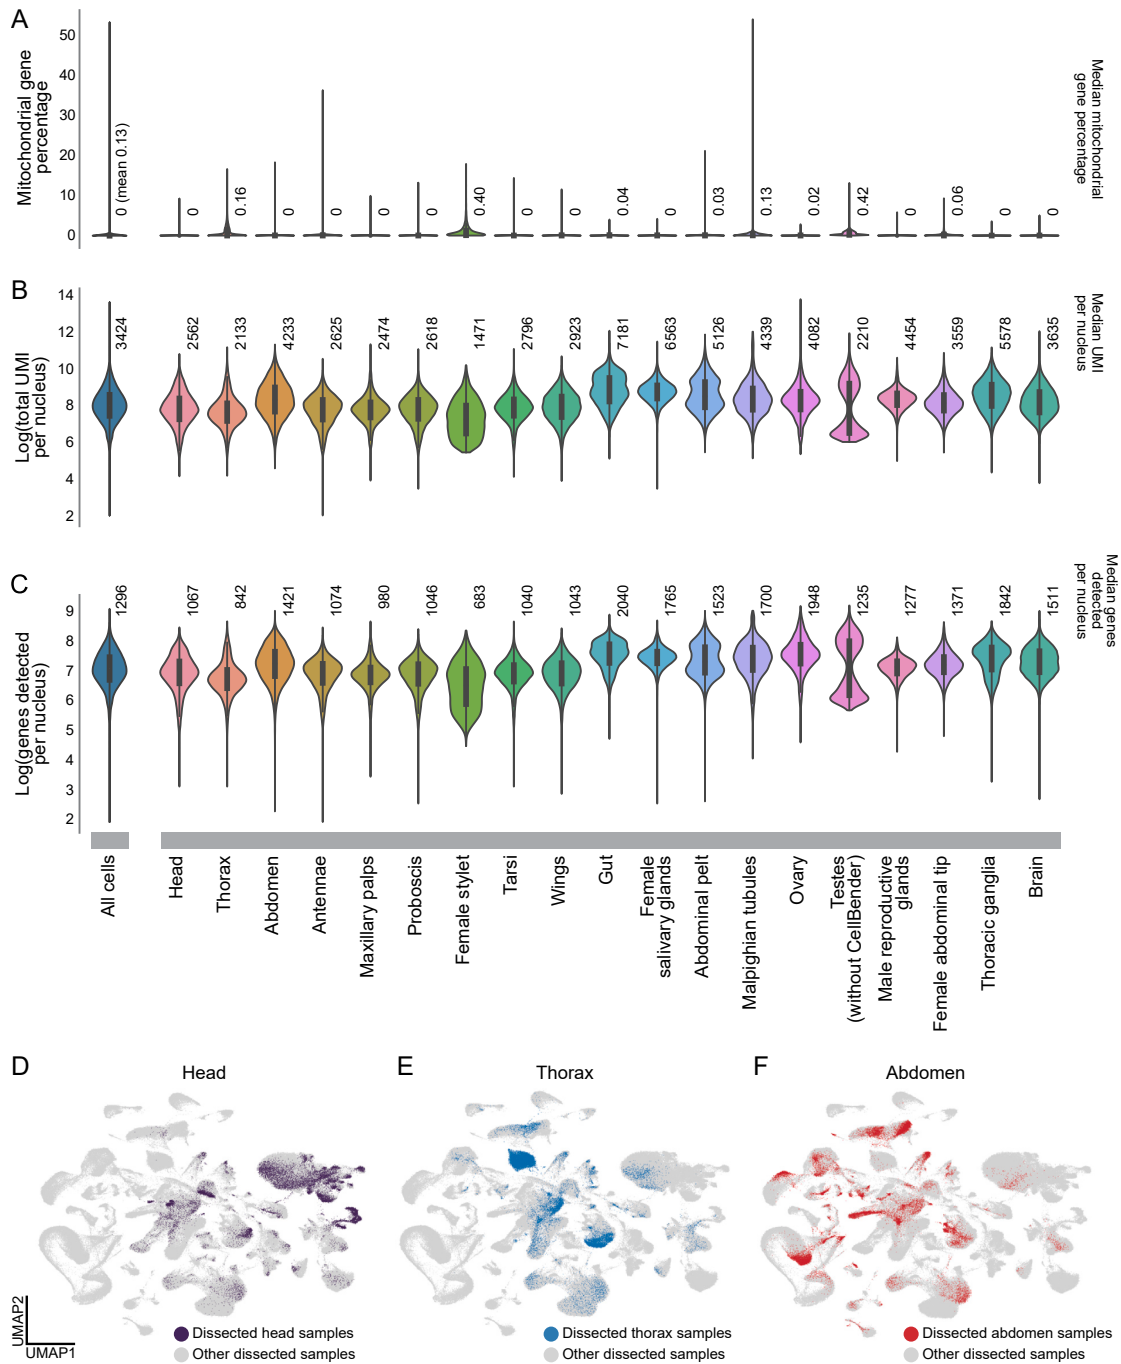 A
Mitochondrial gene
percentage
50
40
30
20
10
0
0 (mean 0.13)
0
0.16
0
0
0
0
0.40
0
0
0.04
0
0.03
0.13
0.02
0.42
0
0.06
0
0
Median mitochondrial
gene percentage
B
Log(total UMI
per nucleus)
14
12
10
8
6
4
2
3424
2562
2133
4233
2625
2474
2618
1471
2796
2923
7181
6563
5126
4339
4082
2210
4454
3559
5578
3635
Median UMI
per nucleus
C
Log(genes detected
per nucleus)
9
8
7
6
5
4
3
2
1296
1067
842
1421
1074
980
1046
683
1040
1043
2040
1765
1523
1700
1948
1235
1277
1371
1842
1511
Median genes
detected
per nucleus
All cells
Head
Thorax
Abdomen
Antennae
Maxillary palps
Proboscis
Female stylet
Tarsi
Wings
Gut
Female
salivary glands
Abdominal pelt
Malpighian tubules
Ovary
Testes
(without CellBender)
Male reproductive
glands
Female abdominal tip
Thoracic ganglia
Brain
D
Head
UMAP2
UMAP1
Dissected head samples
Other dissected samples
E
Thorax
Dissected thorax samples
Other dissected samples
F
Abdomen
Dissected abdomen samples
Other dissected samples